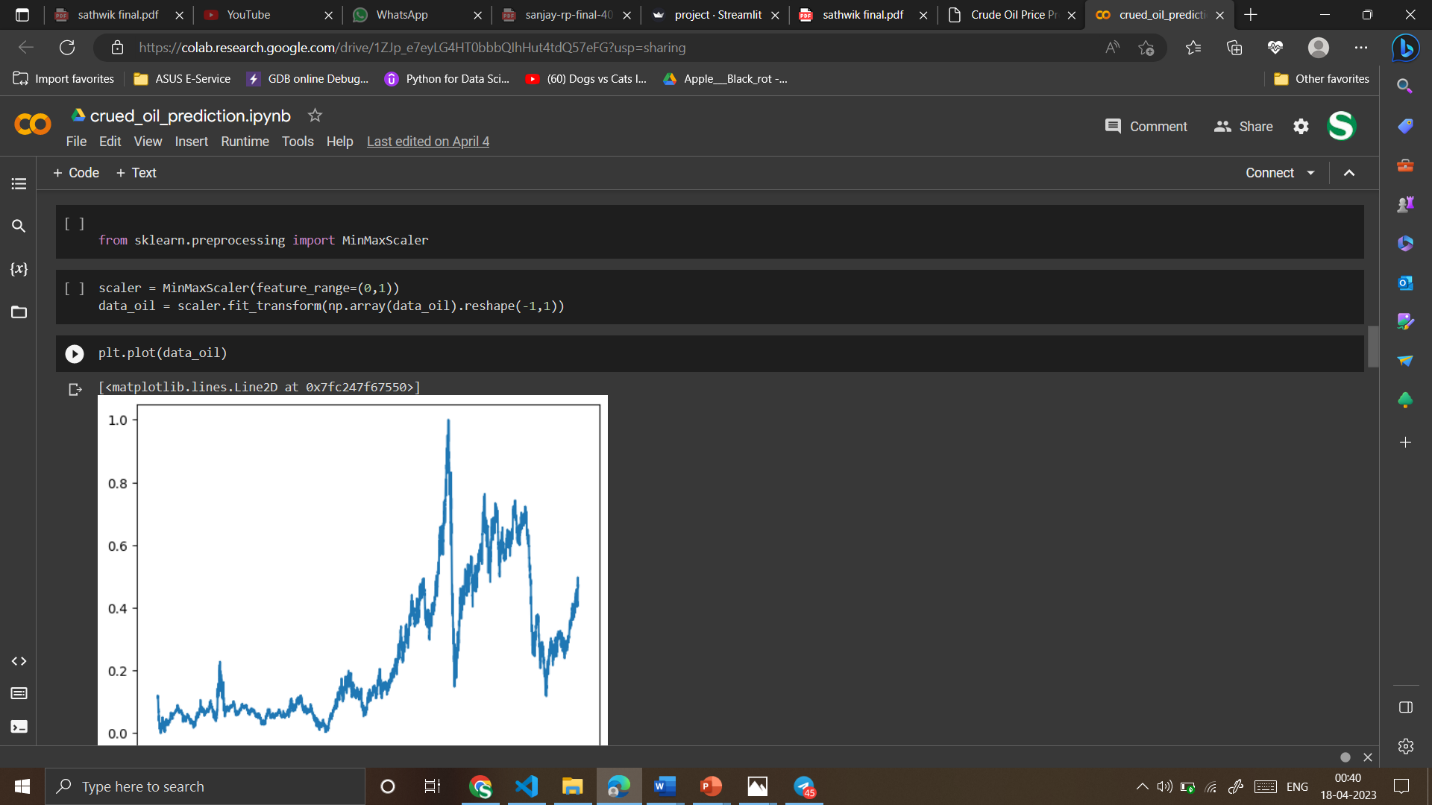 sathwik final.pdf
YouTube
WhatsApp
sanjay-rp-final-40
project · Streamlit
sathwik final.pdf
Crude Oil Price Pr
crued_oil_predicti
https://colab.research.google.com/drive/1ZJp_e7eyLG4HT0bbbQlhHut4tdQ57eFG?usp=sharing
Import favorites
ASUS E-Service
GDB online Debug...
Python for Data Sci...
(60) Dogs vs Cats I...
Apple___Black_rot -...
Other favorites
crued_oil_prediction.ipynb
File Edit View Insert Runtime Tools Help Last edited on April 4
Comment
Share
+ Code + Text
Connect
[ ]
from sklearn.preprocessing import MinMaxScaler
[ ] scaler = MinMaxScaler(feature_range=(0,1))
data_oil = scaler.fit_transform(np.array(data_oil).reshape(-1,1))
plt.plot(data_oil)
[<matplotlib.lines.Line2D at 0x7fc247f67550>]
1.0
0.8
0.6
0.4
0.2
0.0
Type here to search
45
ENG
00:40
18-04-2023